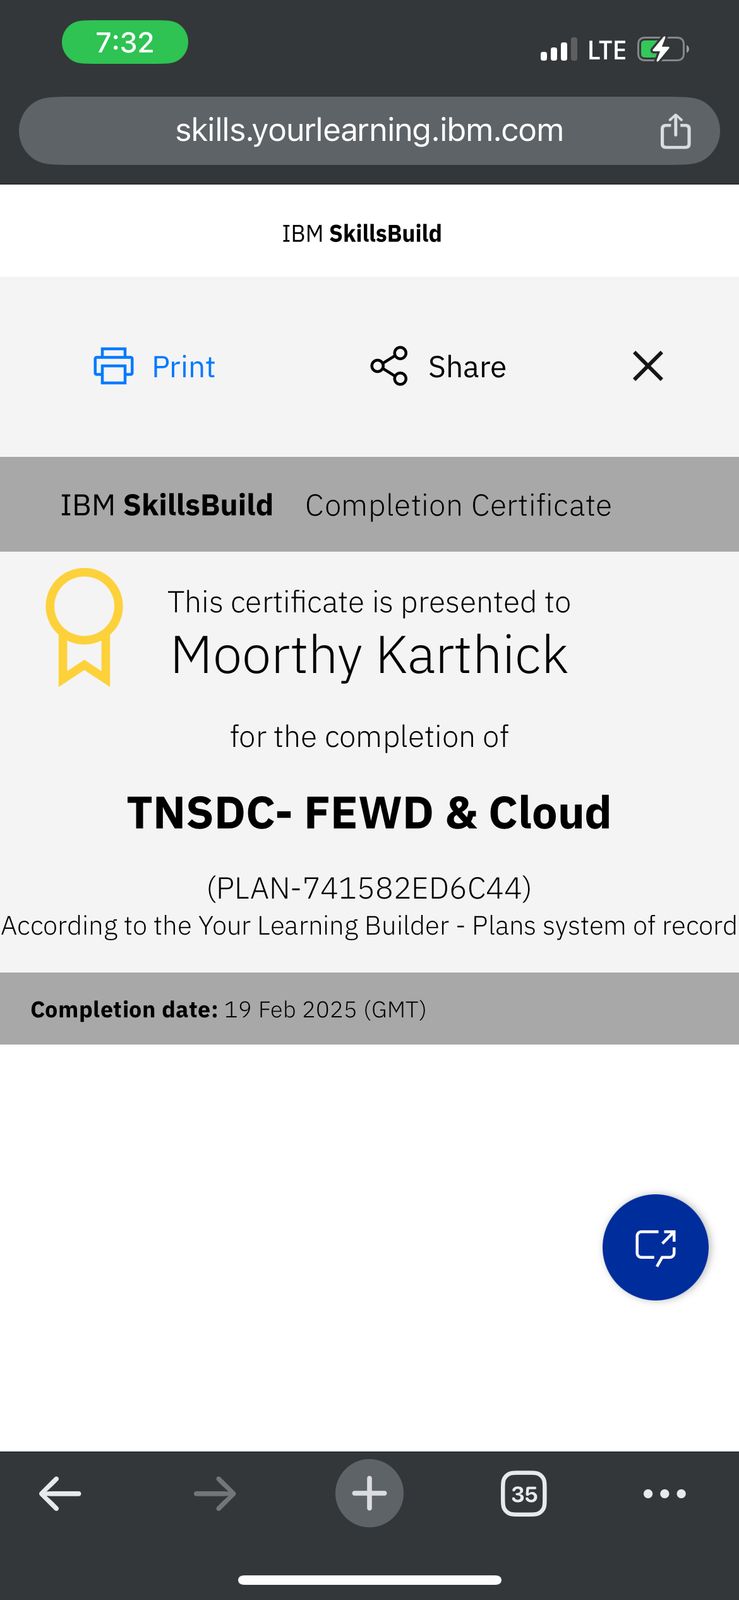 7:32
LTE
skills.yourlearning.ibm.com
IBM SkillsBuild
Print
Share
IBM SkillsBuild Completion Certificate
This certificate is presented to
Moorthy Karthick
for the completion of
TNSDC- FEWD & Cloud
(PLAN-741582ED6C44)
According to the Your Learning Builder - Plans system of record
Completion date: 19 Feb 2025 (GMT)
35